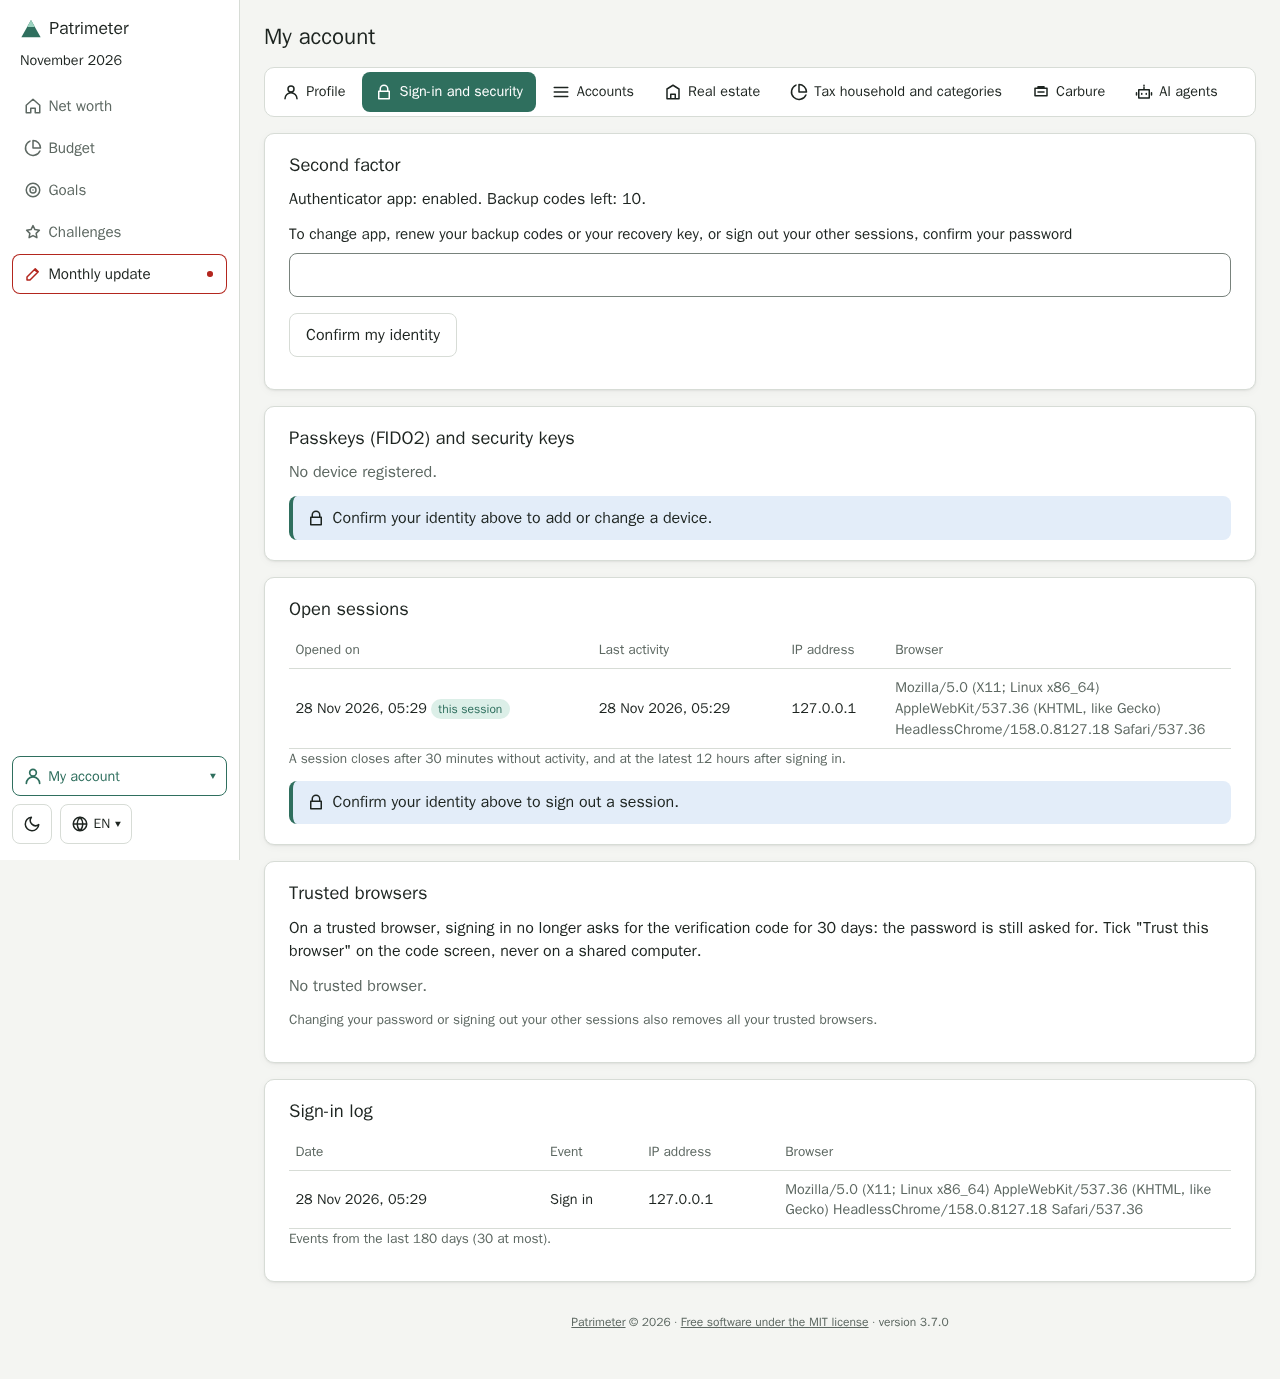 Patrimeter
November 2026
Net worth
Budget
Goals
Challenges
Monthly update
My account
EN ▾
My account
Profile
Sign-in and security
Accounts
Real estate
Tax household and categories
Carbure
AI agents
Second factor
Authenticator app: enabled. Backup codes left: 10.
To change app, renew your backup codes or your recovery key, or sign out your other sessions, confirm your password
Confirm my identity
Passkeys (FIDO2) and security keys
No device registered.
Confirm your identity above to add or change a device.
Open sessions
Opened on Last activity IP address Browser
28 Nov 2026, 05:29 this session 28 Nov 2026, 05:29 127.0.0.1 Mozilla/5.0 (X11; Linux x86_64)
AppleWebKit/537.36 (KHTML, like Gecko)
HeadlessChrome/158.0.8127.18 Safari/537.36
A session closes after 30 minutes without activity, and at the latest 12 hours after signing in.
Confirm your identity above to sign out a session.
Trusted browsers
On a trusted browser, signing in no longer asks for the verification code for 30 days: the password is still asked for. Tick "Trust this
browser" on the code screen, never on a shared computer.
No trusted browser.
Changing your password or signing out your other sessions also removes all your trusted browsers.
Sign-in log
Date Event IP address Browser
28 Nov 2026, 05:29 Sign in 127.0.0.1 Mozilla/5.0 (X11; Linux x86_64) AppleWebKit/537.36 (KHTML, like
Gecko) HeadlessChrome/158.0.8127.18 Safari/537.36
Events from the last 180 days (30 at most).
Patrimeter © 2026 · Free software under the MIT license · version 3.7.0